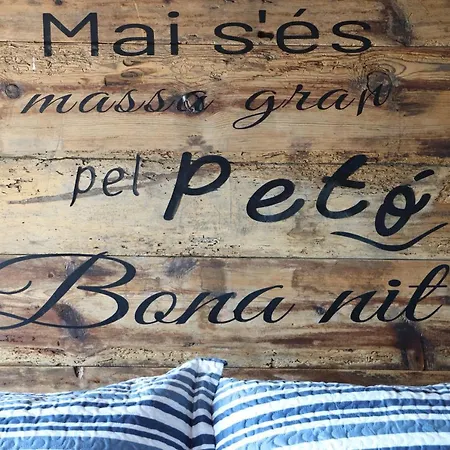 Mai s'és
massa gran
pel Petó
Bona nit